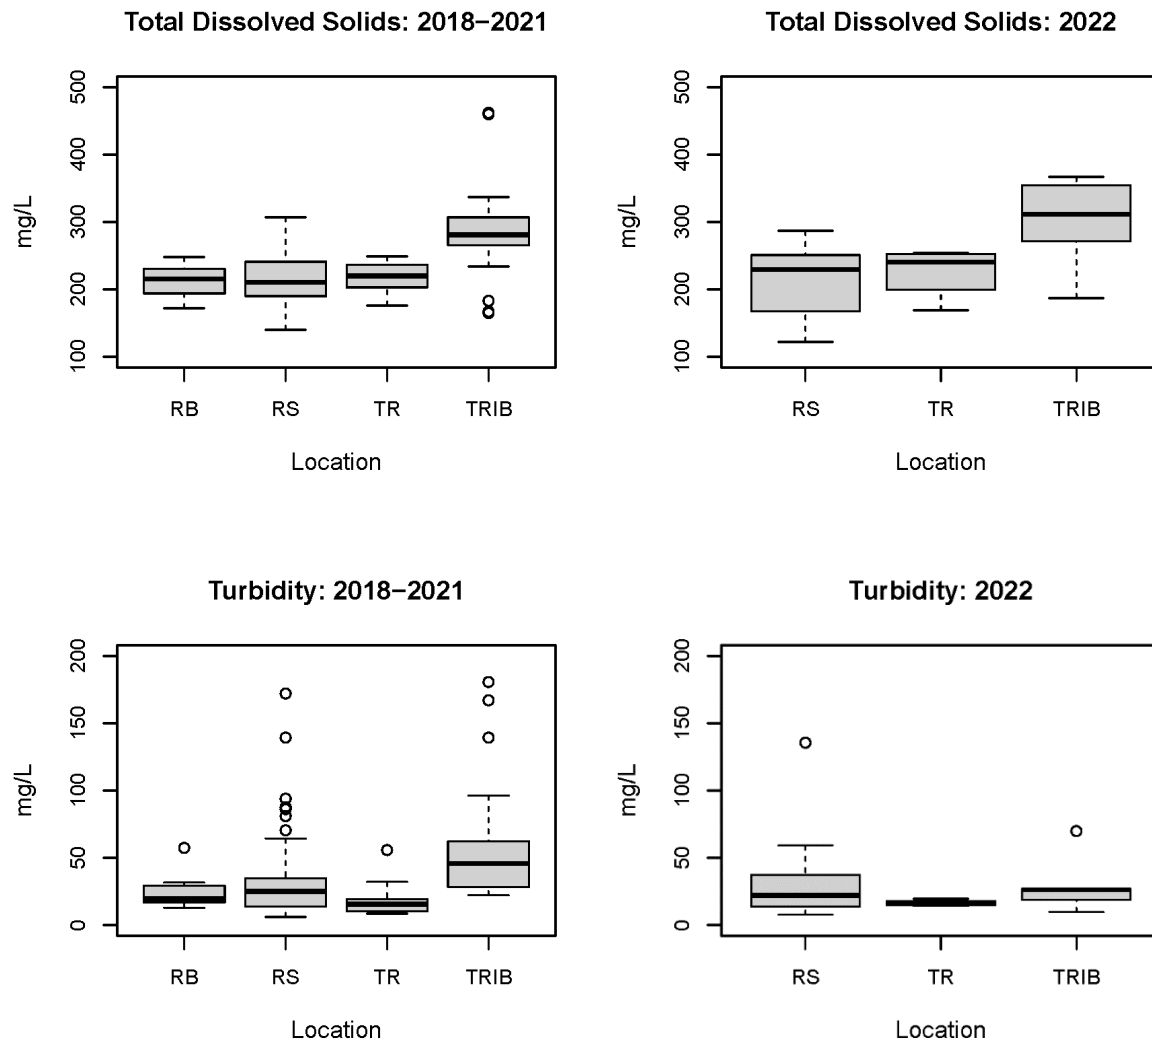 Total Dissolved Solids: 2018−2021
mg/L
500
400
300
200
100
RB RS TR TRIB
Location
Total Dissolved Solids: 2022
mg/L
500
400
300
200
100
RS TR TRIB
Location
Turbidity: 2018−2021
mg/L
200
150
100
50
0
RB RS TR TRIB
Location
Turbidity: 2022
mg/L
200
150
100
50
0
RS TR TRIB
Location